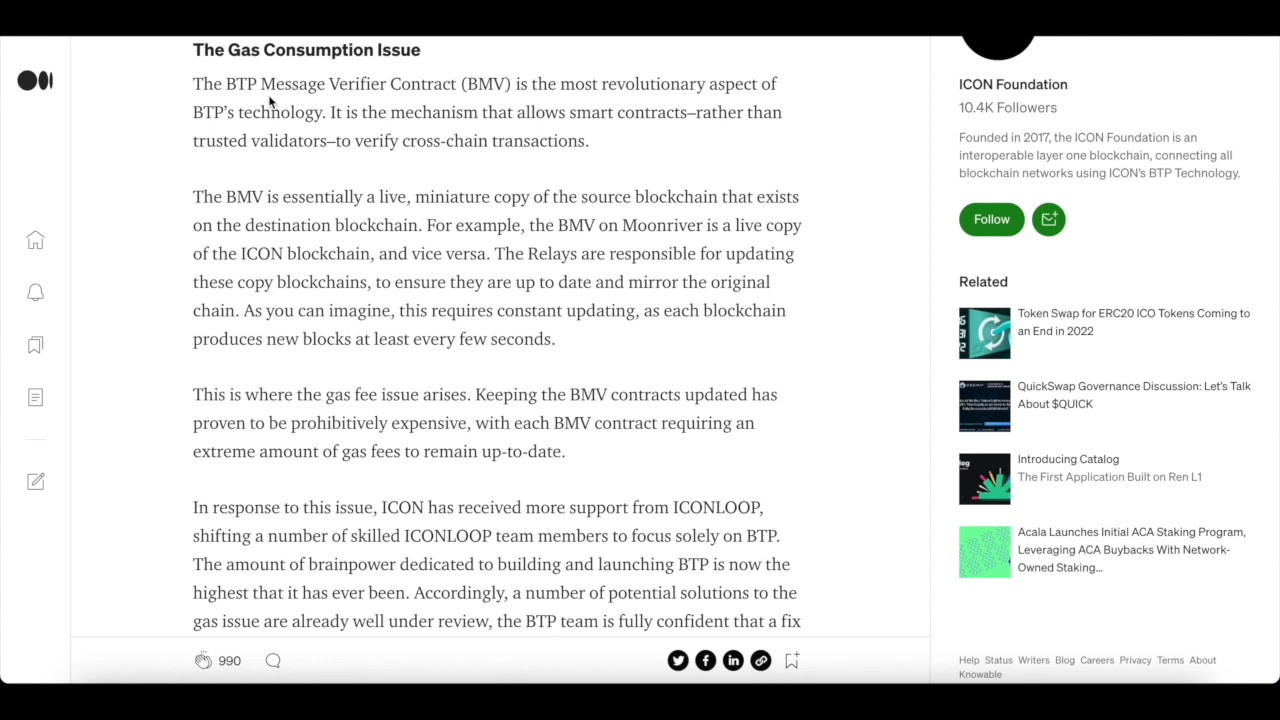 The Gas Consumption Issue
The BTP Message Verifier Contract (BMV) is the most revolutionary aspect of
BTP's technology. It is the mechanism that allows smart contracts–rather than
trusted validators–to verify cross-chain transactions.
The BMV is essentially a live, miniature copy of the source blockchain that exists
on the destination blockchain. For example, the BMV on Moonriver is a live copy
of the ICON blockchain, and vice versa. The Relays are responsible for updating
these copy blockchains, to ensure they are up to date and mirror the original
chain. As you can imagine, this requires constant updating, as each blockchain
produces new blocks at least every few seconds.
This is where the gas fee issue arises. Keeping the BMV contracts updated has
proven to be prohibitively expensive, with each BMV contract requiring an
extreme amount of gas fees to remain up-to-date.
In response to this issue, ICON has received more support from ICONLOOP,
shifting a number of skilled ICONLOOP team members to focus solely on BTP.
The amount of brainpower dedicated to building and launching BTP is now the
highest that it has ever been. Accordingly, a number of potential solutions to the
gas issue are already well under review, the BTP team is fully confident that a fix
990
ICON Foundation
10.4K Followers
Founded in 2017, the ICON Foundation is an
interoperable layer one blockchain, connecting all
blockchain networks using ICON's BTP Technology.
Follow
Related
Token Swap for ERC20 ICO Tokens Coming to
an End in 2022
QuickSwap Governance Discussion: Let's Talk
About $QUICK
Introducing Catalog
The First Application Built on Ren L1
Acala Launches Initial ACA Staking Program,
Leveraging ACA Buybacks With Network-
Owned Staking…
Help Status Writers Blog Careers Privacy Terms About
Knowable